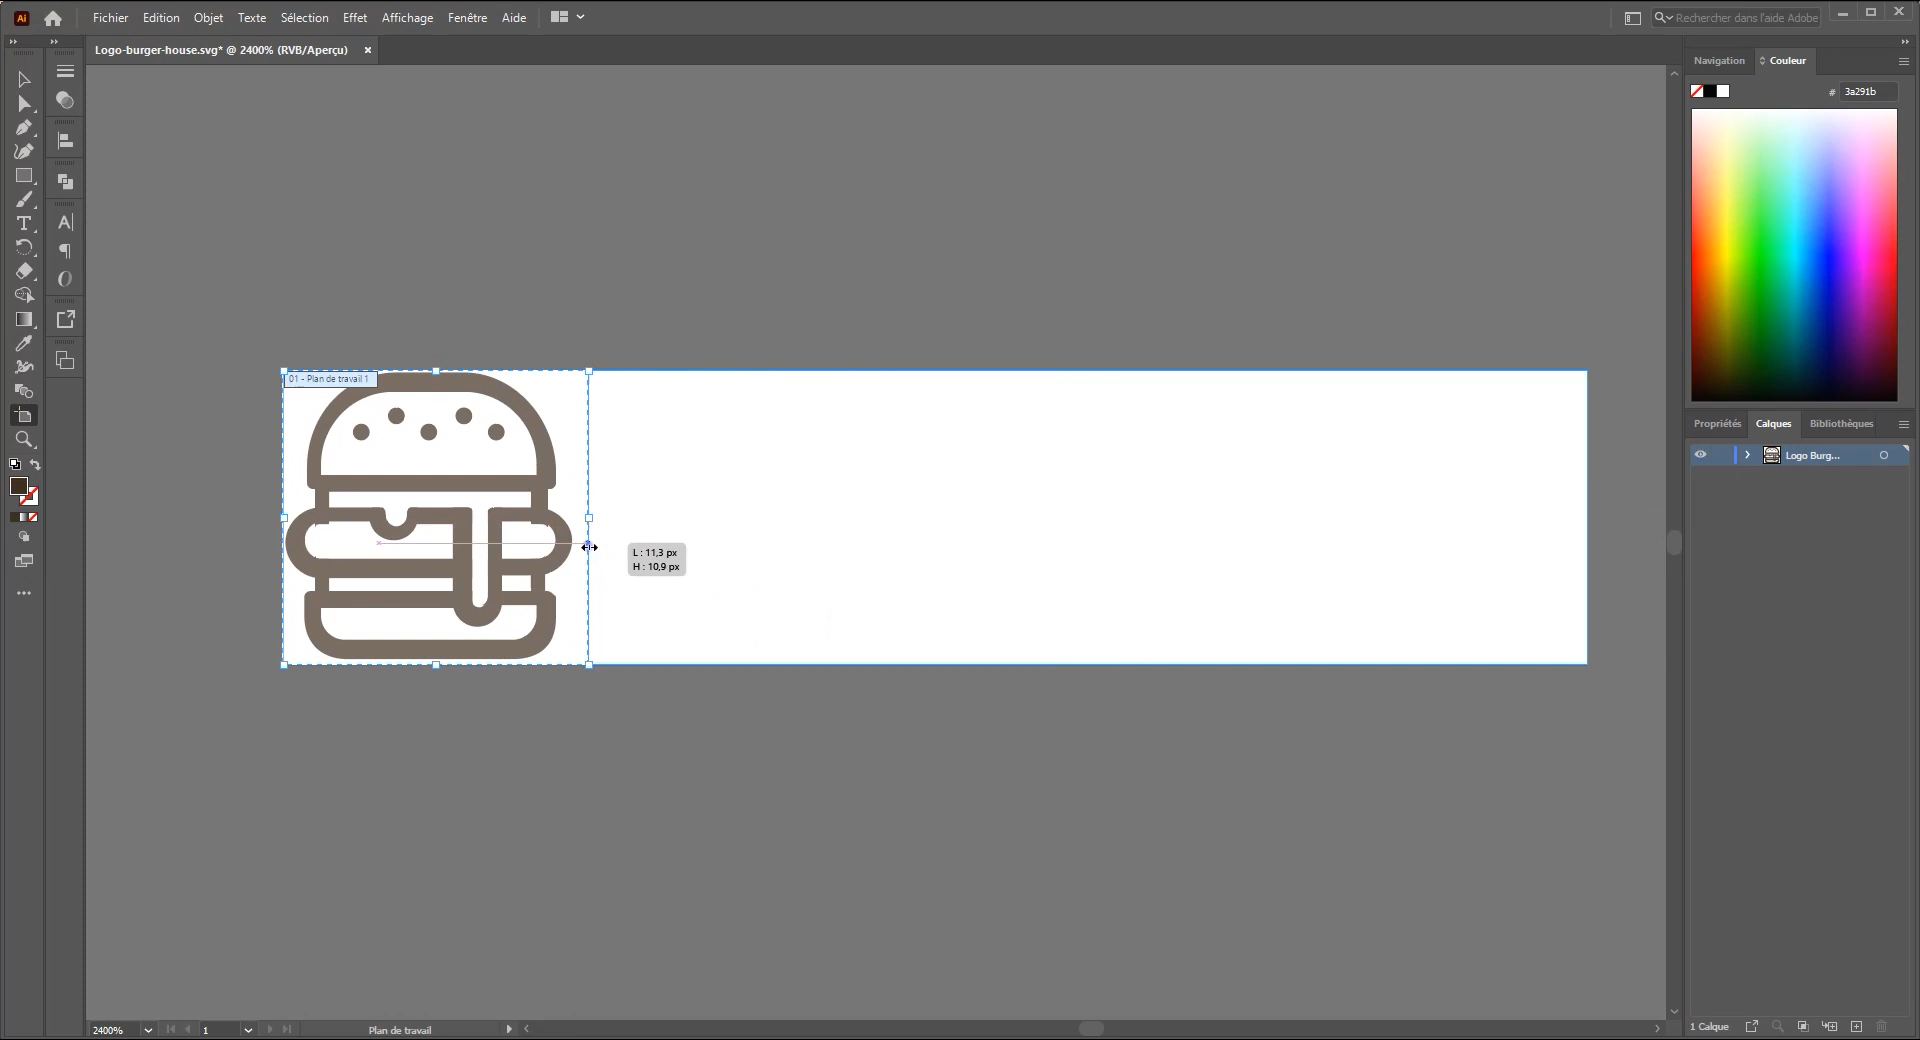 Ai
Fichier Edition Objet Texte Sélection Effet Affichage Fenêtre Aide
Rechercher dans l'aide Adobe
Logo-burger-house.svg* @ 2400% (RVB/Aperçu) ×
Navigation Couleur
# 3a291b
01 - Plan de travail 1
L : 11,3 px
H : 10,9 px
Propriétés Calques Bibliothèques
Logo Burg...
2400% 1 Plan de travail
1 Calque